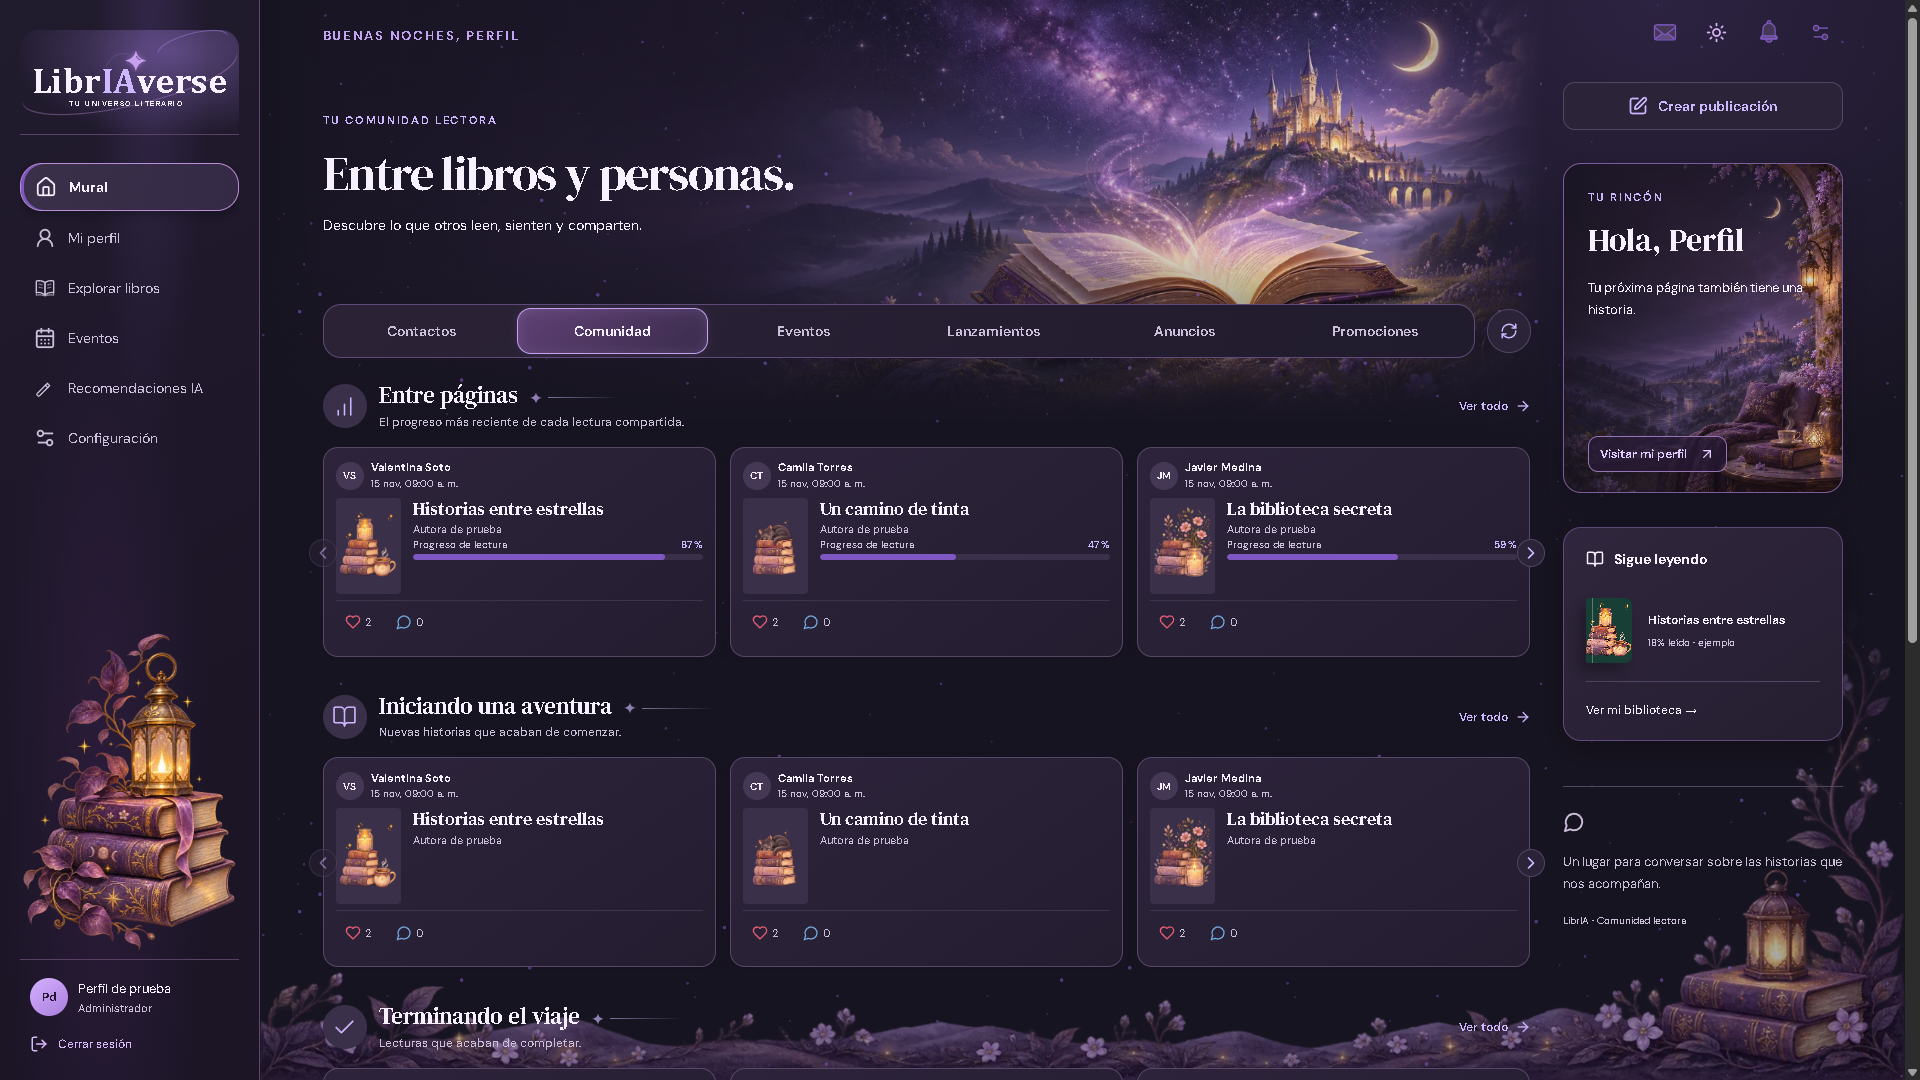 LibrIAverse
TU UNIVERSO LITERARIO
Mural
Mi perfil
Explorar libros
Eventos
Recomendaciones IA
Configuración
Pd
Perfil de prueba
Administrador
Cerrar sesión
BUENAS NOCHES, PERFIL
TU COMUNIDAD LECTORA
Entre libros y personas.
Descubre lo que otros leen, sienten y comparten.
Contactos
Comunidad
Eventos
Lanzamientos
Anuncios
Promociones
Entre páginas
El progreso más reciente de cada lectura compartida.
Ver todo
VS
Valentina Soto
15 nov, 09:00 a. m.
Historias entre estrellas
Autora de prueba
Progreso de lectura 87%
2 0
CT
Camila Torres
15 nov, 09:00 a. m.
Un camino de tinta
Autora de prueba
Progreso de lectura 47%
2 0
JM
Javier Medina
15 nov, 09:00 a. m.
La biblioteca secreta
Autora de prueba
Progreso de lectura 59%
2 0
Iniciando una aventura
Nuevas historias que acaban de comenzar.
Ver todo
VS
Valentina Soto
15 nov, 09:00 a. m.
Historias entre estrellas
Autora de prueba
2 0
CT
Camila Torres
15 nov, 09:00 a. m.
Un camino de tinta
Autora de prueba
2 0
JM
Javier Medina
15 nov, 09:00 a. m.
La biblioteca secreta
Autora de prueba
2 0
Terminando el viaje
Lecturas que acaban de completar.
Ver todo
Crear publicación
TU RINCÓN
Hola, Perfil
Tu próxima página también tiene una
historia.
Visitar mi perfil
Sigue leyendo
Historias entre estrellas
18% leído · ejemplo
Ver mi biblioteca →
Un lugar para conversar sobre las historias que
nos acompañan.
LibrIA · Comunidad lectora